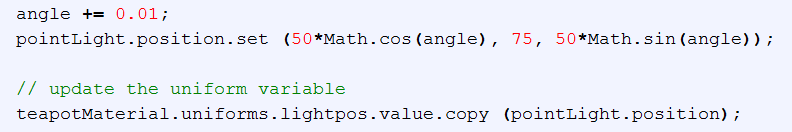 angle += 0.01;
pointLight.position.set (50*Math.cos(angle), 75, 50*Math.sin(angle));
// update the uniform variable
teapotMaterial.uniforms.lightpos.value.copy (pointLight.position);